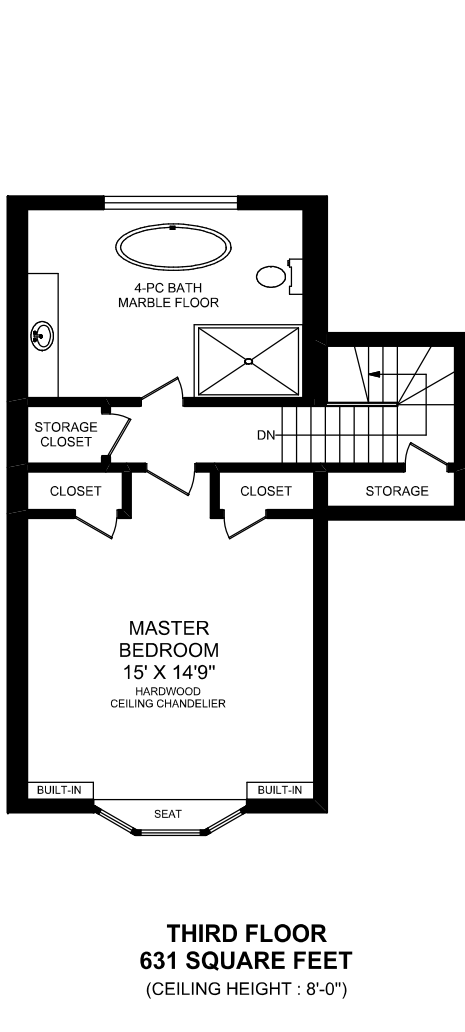 4-PC BATH
MARBLE FLOOR
STORAGE
CLOSET
DN
CLOSET
CLOSET
STORAGE
MASTER
BEDROOM
15' X 14'9"
HARDWOOD
CEILING CHANDELIER
BUILT-IN
BUILT-IN
SEAT
THIRD FLOOR
631 SQUARE FEET
(CEILING HEIGHT : 8'-0")